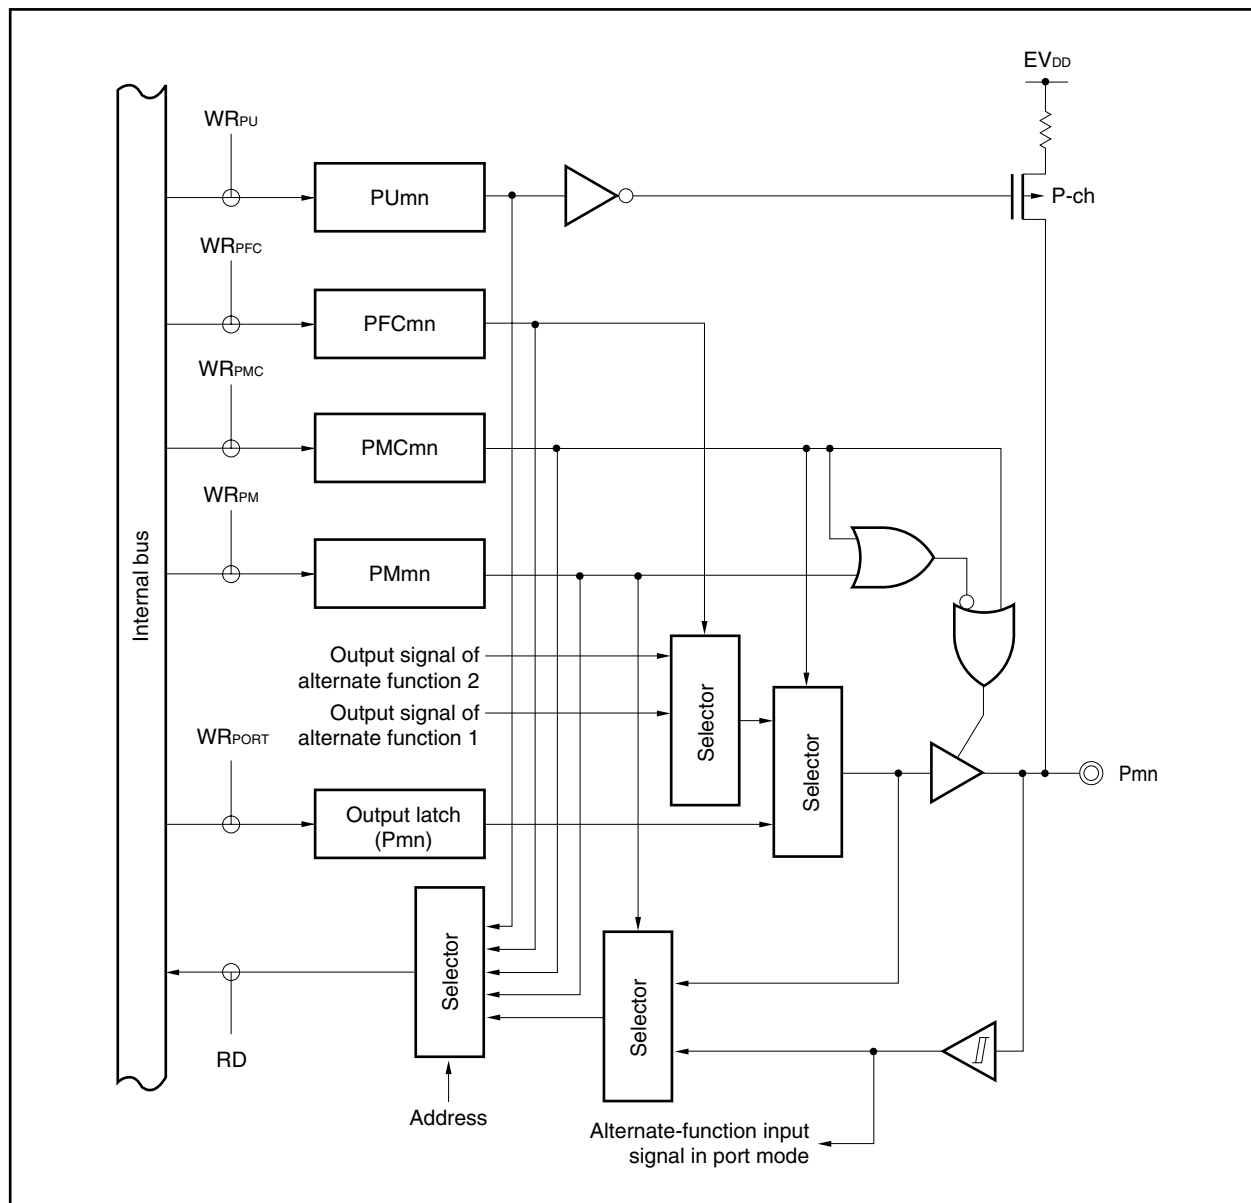 EVDD
WRPU
PUmn
P-ch
WRPFC
PFCmn
WRPMC
PMCmn
WRPM
PMmn
Internal bus
Output signal of
alternate function 2
Output signal of
alternate function 1
Selector
Selector
WRPORT
Output latch
(Pmn)
Pmn
Selector
Selector
RD
Address
Alternate-function input
signal in port mode